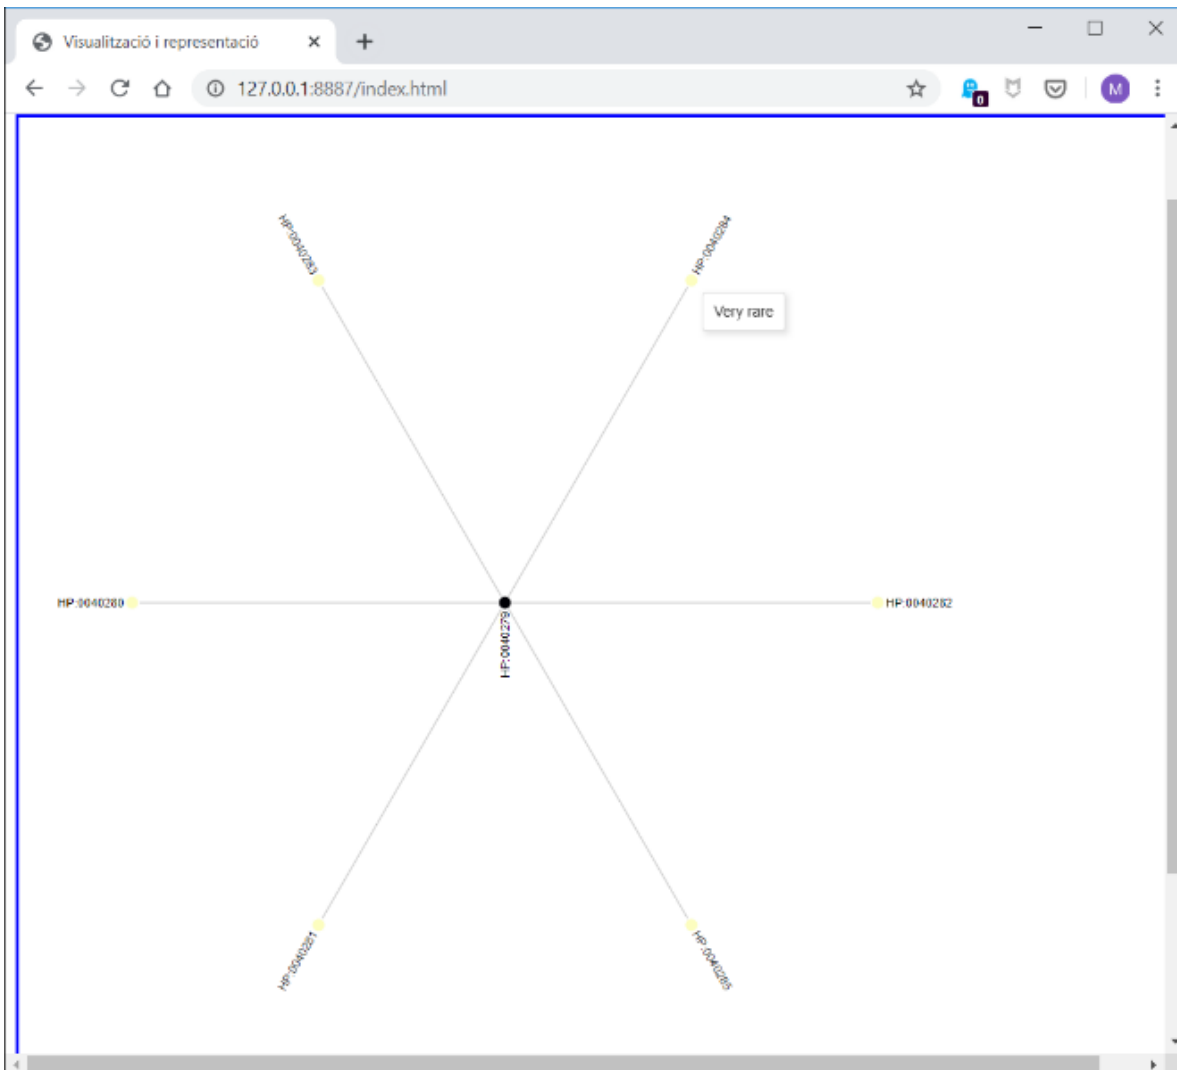 Visualització i representació
127.0.0.1:8887/index.html
0
M
HP:0040283
HP:0040284
Very rare
HP:0040280
HP:0040282
HP:0040279
HP:0040281
HP:0040285